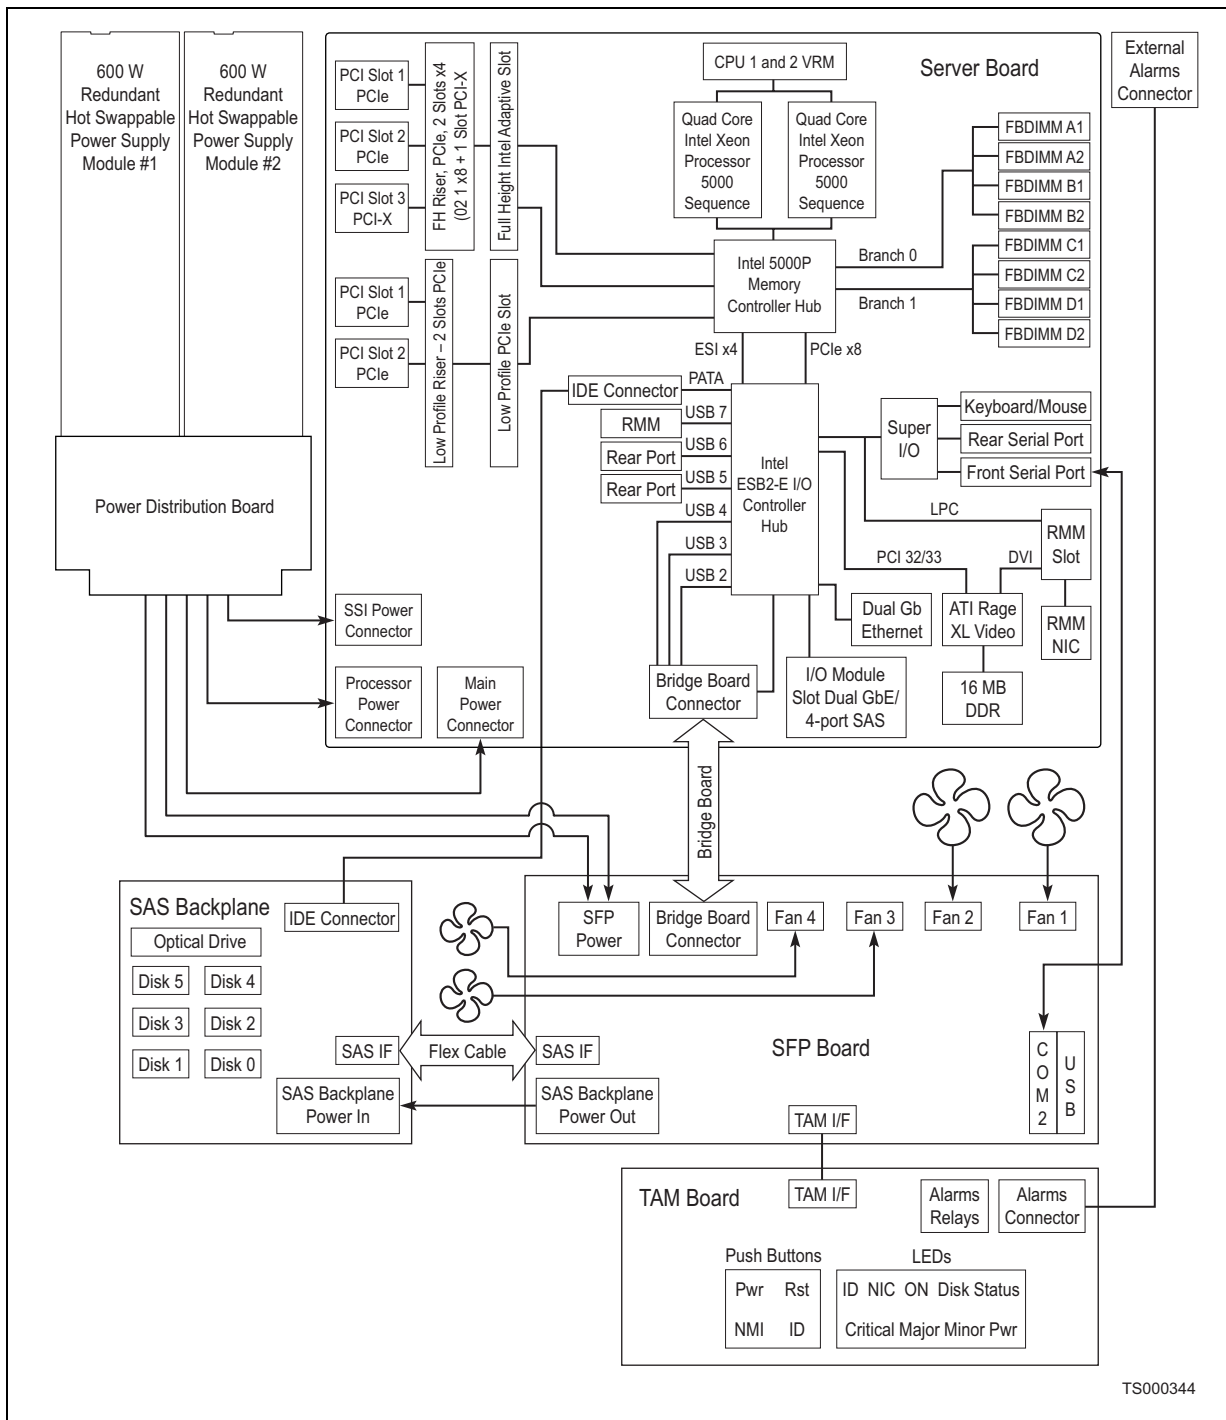 600 W
Redundant
Hot Swappable
Power Supply
Module #1
600 W
Redundant
Hot Swappable
Power Supply
Module #2
Power Distribution Board
Server Board
External
Alarms
Connector
PCI Slot 1
PCIe
PCI Slot 2
PCIe
PCI Slot 3
PCI-X
FH Riser, PCIe, 2 Slots x4
(02 1 x8 + 1 Slot PCI-X
Full Height Intel Adaptive Slot
CPU 1 and 2 VRM
Quad Core
Intel Xeon
Processor
5000
Sequence
Quad Core
Intel Xeon
Processor
5000
Sequence
FBDIMM A1
FBDIMM A2
FBDIMM B1
FBDIMM B2
FBDIMM C1
FBDIMM C2
FBDIMM D1
FBDIMM D2
Intel 5000P
Memory
Controller Hub
Branch 0
Branch 1
PCI Slot 1
PCIe
PCI Slot 2
PCIe
Low Profile Riser – 2 Slots PCIe
Low Profile PCIe Slot
ESI x4
PCIe x8
PATA
IDE Connector
USB 7
RMM
USB 6
Rear Port
USB 5
Rear Port
USB 4
USB 3
USB 2
Intel
ESB2-E I/O
Controller
Hub
Super
I/O
Keyboard/Mouse
Rear Serial Port
Front Serial Port
LPC
RMM
Slot
PCI 32/33
DVI
Dual Gb
Ethernet
ATI Rage
XL Video
RMM
NIC
16 MB
DDR
I/O Module
Slot Dual GbE/
4-port SAS
Bridge Board
Connector
SSI Power
Connector
Processor
Power
Connector
Main
Power
Connector
Bridge Board
SAS Backplane
IDE Connector
Optical Drive
Disk 5
Disk 4
Disk 3
Disk 2
Disk 1
Disk 0
SAS IF
Flex Cable
SAS IF
SAS Backplane
Power In
SAS Backplane
Power Out
SFP
Power
Bridge Board
Connector
Fan 4
Fan 3
Fan 2
Fan 1
SFP Board
COM2
USB
TAM I/F
TAM Board
TAM I/F
Alarms
Relays
Alarms
Connector
Push Buttons
Pwr Rst
NMI ID
LEDs
ID NIC ON Disk Status
Critical Major Minor Pwr
TS000344